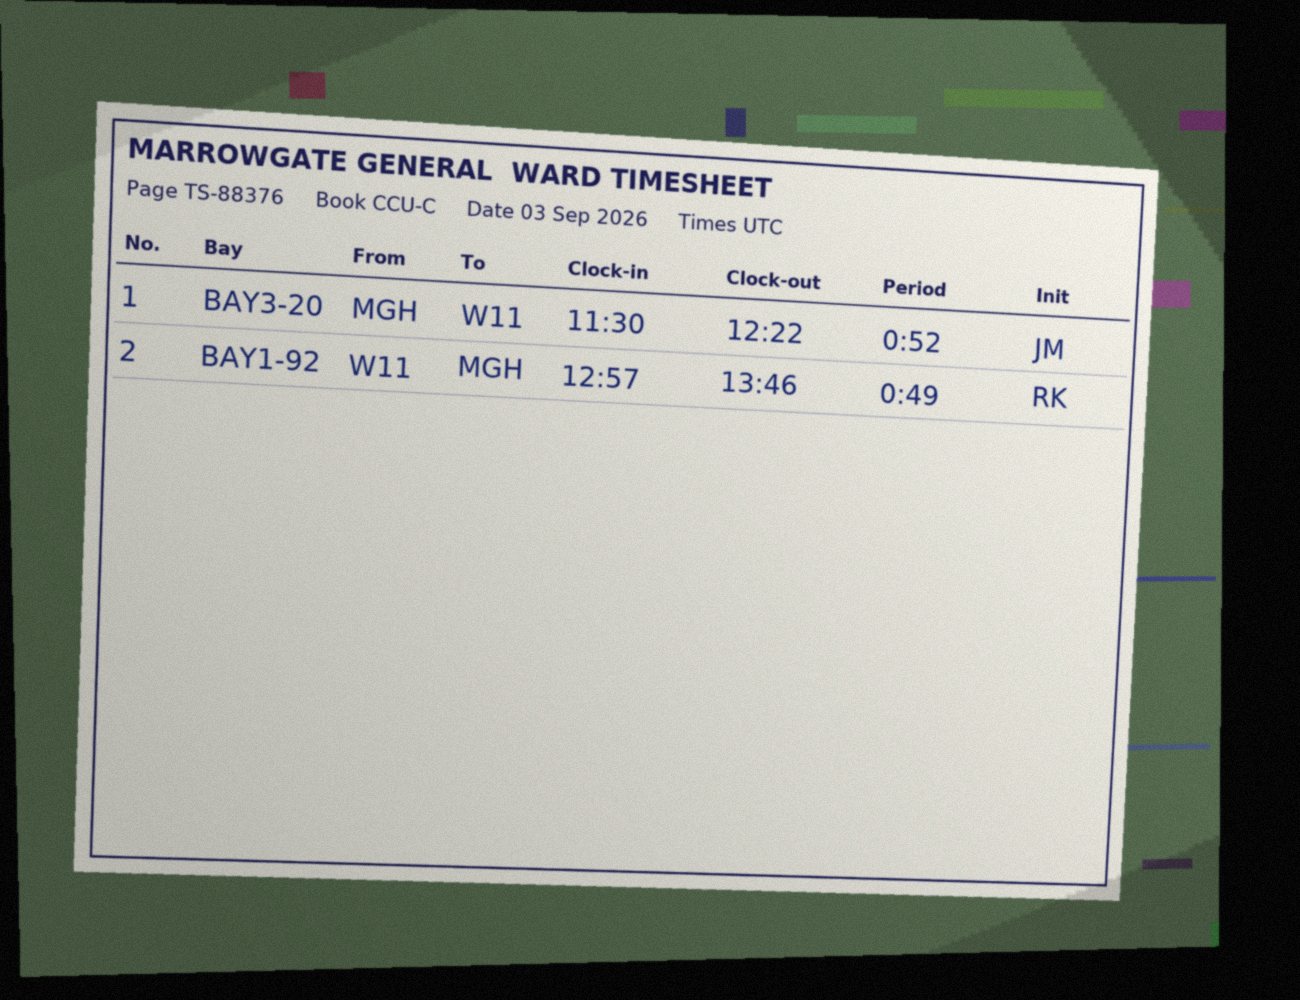 MARROWGATE GENERAL WARD TIMESHEET
Page TS-88376 Book CCU-C Date 03 Sep 2026 Times UTC
No. Bay From To Clock-in Clock-out Period Init
1 BAY3-20 MGH W11 11:30 12:22 0:52 JM
2 BAY1-92 W11 MGH 12:57 13:46 0:49 RK